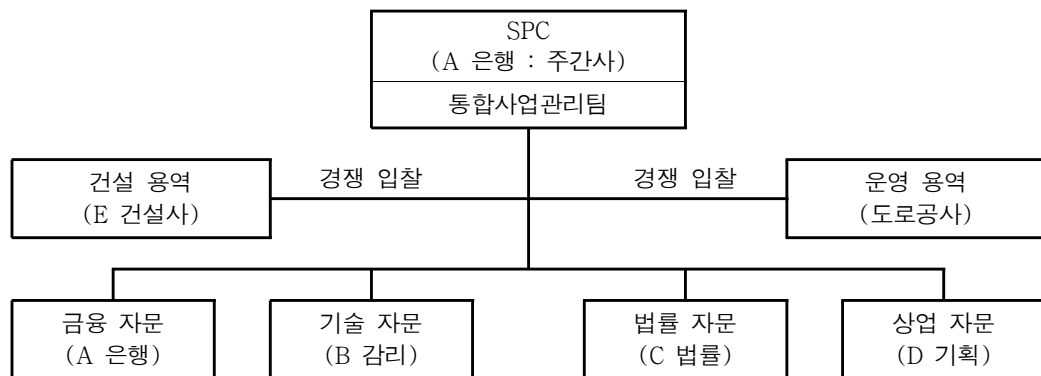 SPC
(A 은행 : 주간사)
통합사업관리팀
건설 용역
(E 건설사)
경쟁 입찰
경쟁 입찰
운영 용역
(도로공사)
금융 자문
(A 은행)
기술 자문
(B 감리)
법률 자문
(C 법률)
상업 자문
(D 기획)